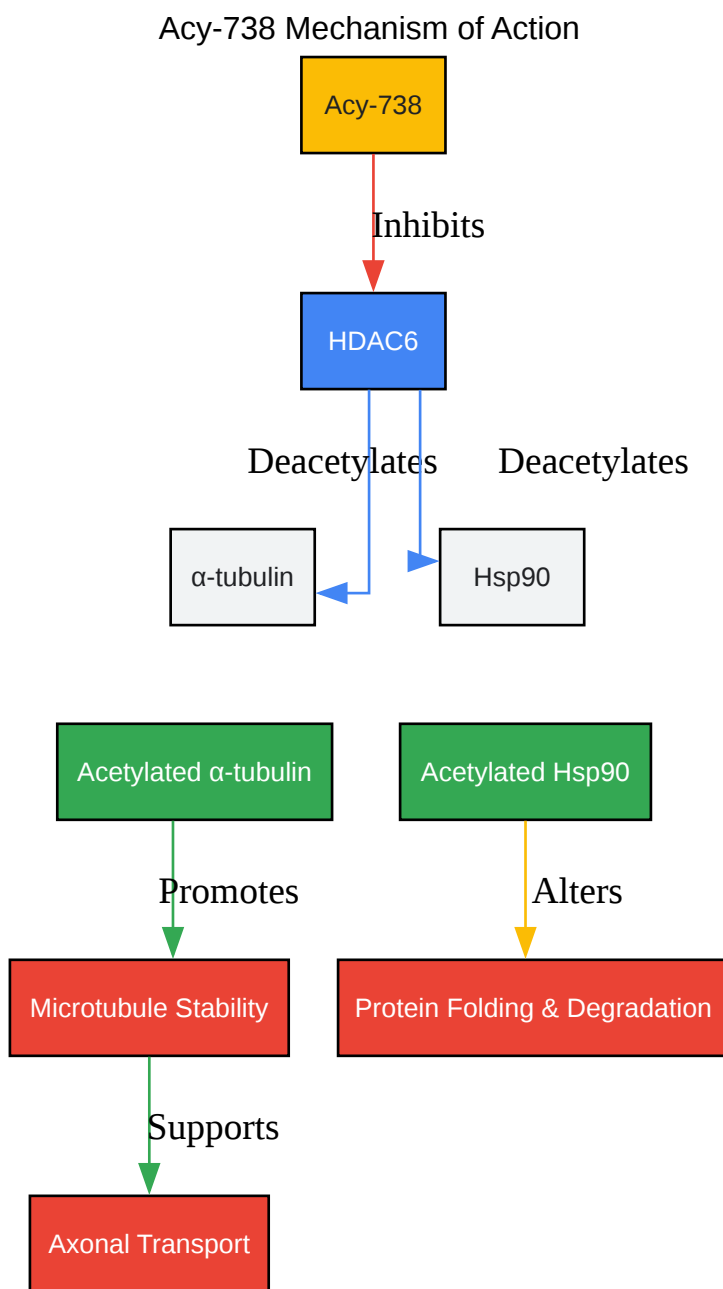 Acy-738 Mechanism of Action
Acy-738
Inhibits
HDAC6
Deacetylates
Deacetylates
α-tubulin
Hsp90
Acetylated α-tubulin
Acetylated Hsp90
Promotes
Alters
Microtubule Stability
Protein Folding & Degradation
Supports
Axonal Transport